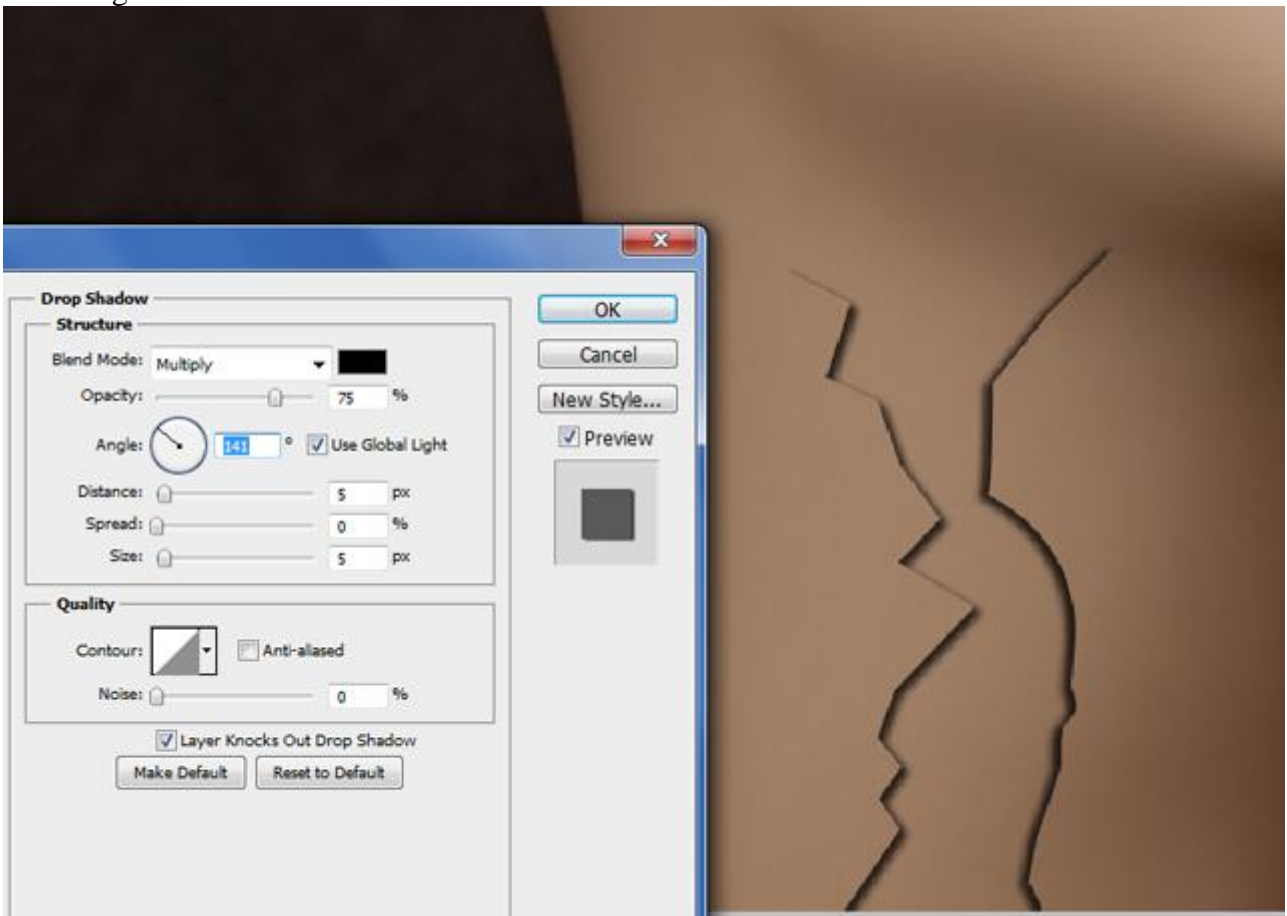 Drop Shadow
Structure
Blend Mode: Multiply
Opacity: 75 %
Angle: 141 ° Use Global Light
Distance: 5 px
Spread: 0 %
Size: 5 px
Quality
Contour: Anti-aliased
Noise: 0 %
Layer Knocks Out Drop Shadow
Make Default Reset to Default
OK
Cancel
New Style...
Preview